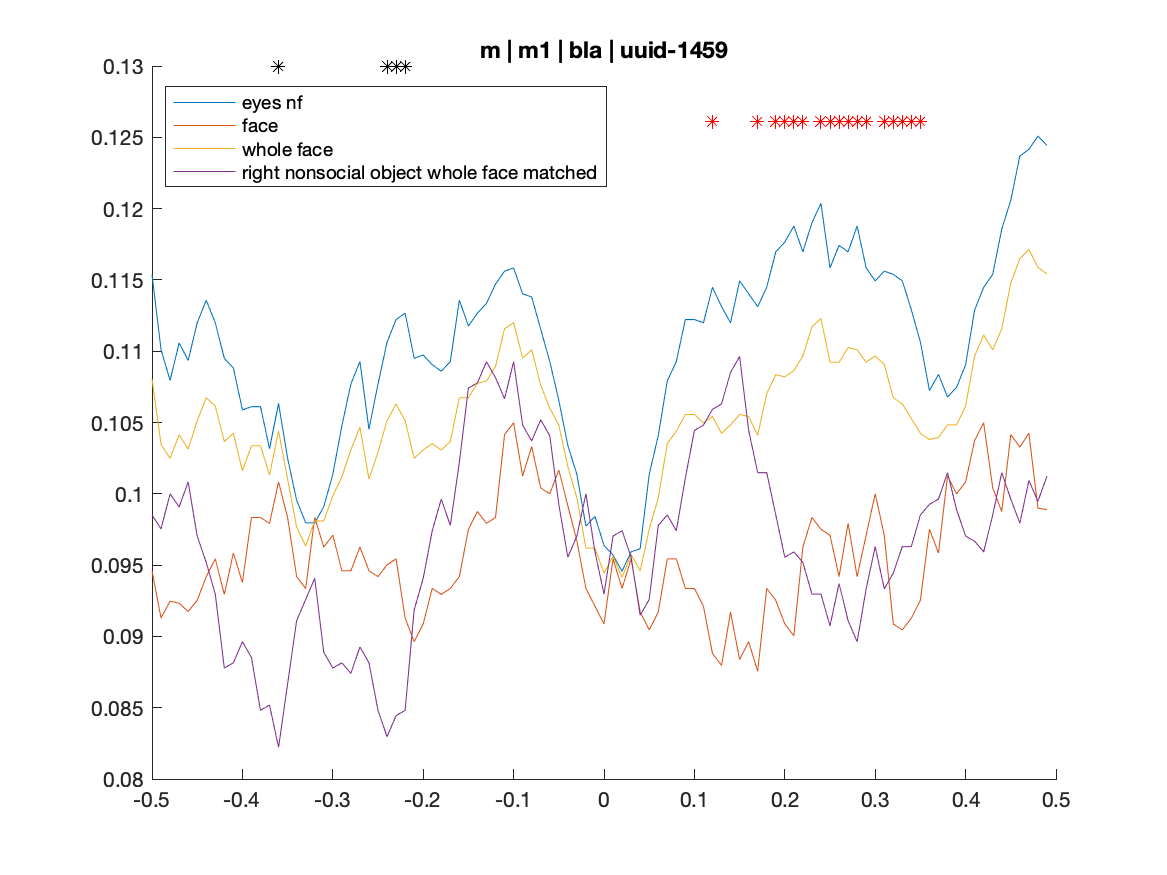 m | m1 | bla | uuid-1459
0.13
0.125
0.12
0.115
0.11
0.105
0.1
0.095
0.09
0.085
0.08
eyes nf
face
whole face
right nonsocial object whole face matched
-0.5 -0.4 -0.3 -0.2 -0.1 0 0.1 0.2 0.3 0.4 0.5